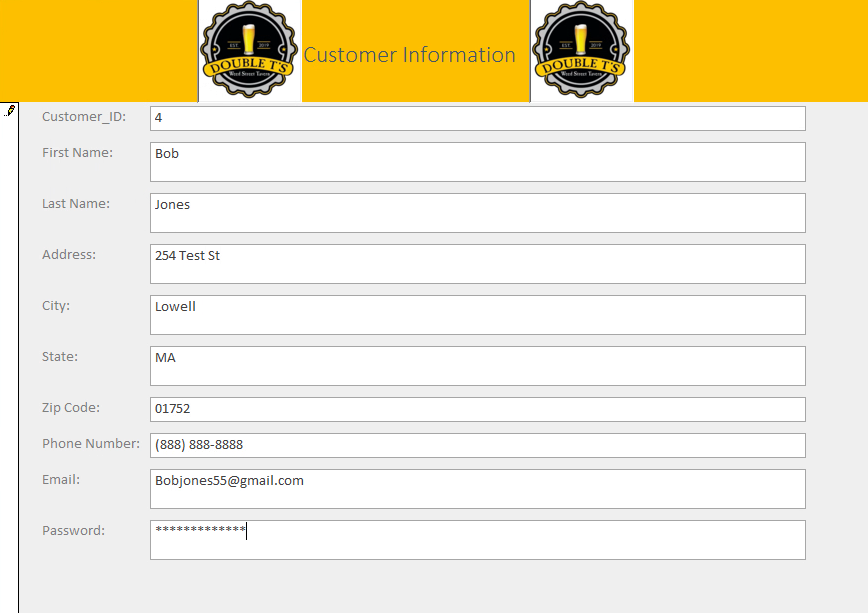 EST. 2019
DOUBLE T'S
Weed Street Tavern
Customer Information
EST. 2019
DOUBLE T'S
Weed Street Tavern
Customer_ID: 4
First Name: Bob
Last Name: Jones
Address: 254 Test St
City: Lowell
State: MA
Zip Code: 01752
Phone Number: (888) 888-8888
Email: Bobjones55@gmail.com
Password: *************